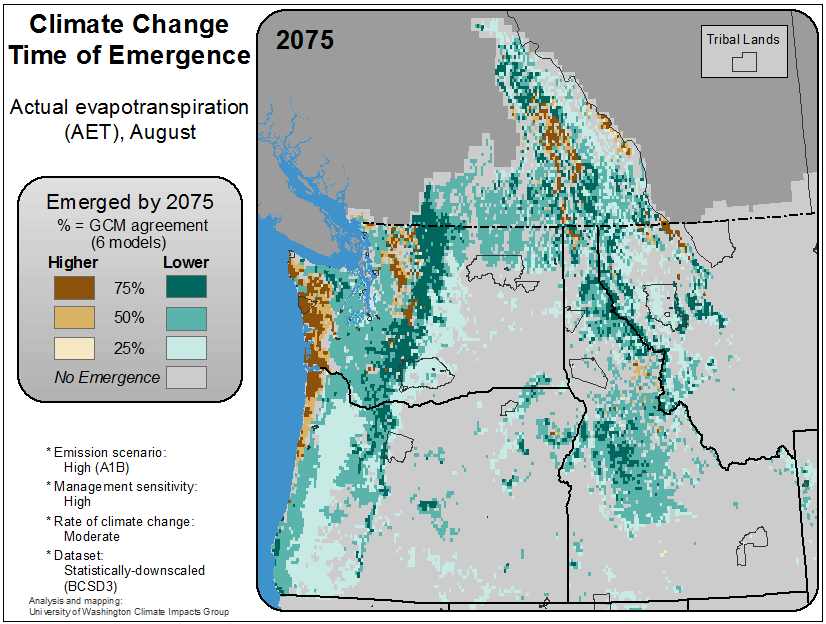 Climate Change
Time of Emergence
Actual evapotranspiration
(AET), August
Emerged by 2075
% = GCM agreement
(6 models)
Higher Lower
75%
50%
25%
No Emergence
* Emission scenario:
High (A1B)
* Management sensitivity:
High
* Rate of climate change:
Moderate
* Dataset:
Statistically-downscaled
(BCSD3)
Analysis and mapping:
University of Washington Climate Impacts Group
2075
Tribal Lands